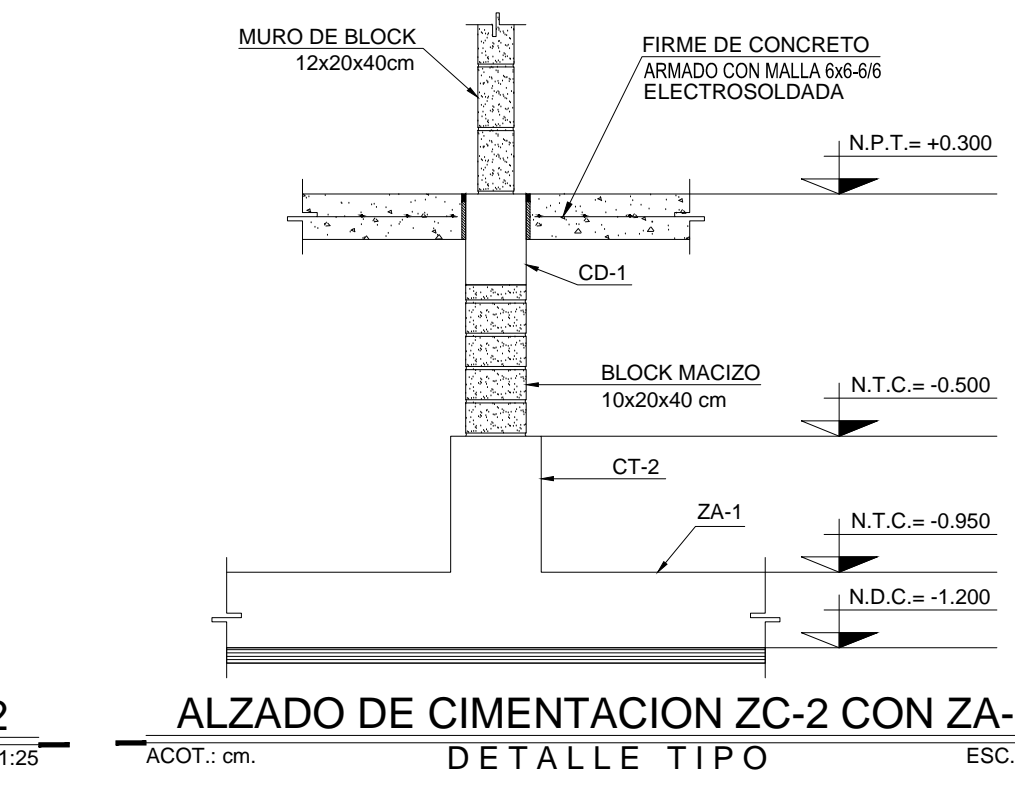 MURO DE BLOCK
12x20x40cm
FIRME DE CONCRETO
ARMADO CON MALLA 6x6-6/6
ELECTROSOLDADA
N.P.T.= +0.300
CD-1
BLOCK MACIZO
10x20x40 cm
N.T.C.= -0.500
CT-2
ZA-1
N.T.C.= -0.950
N.D.C.= -1.200
2
1:25
ALZADO DE CIMENTACION ZC-2 CON ZA-
ACOT.: cm.
DETALLE TIPO
ESC.